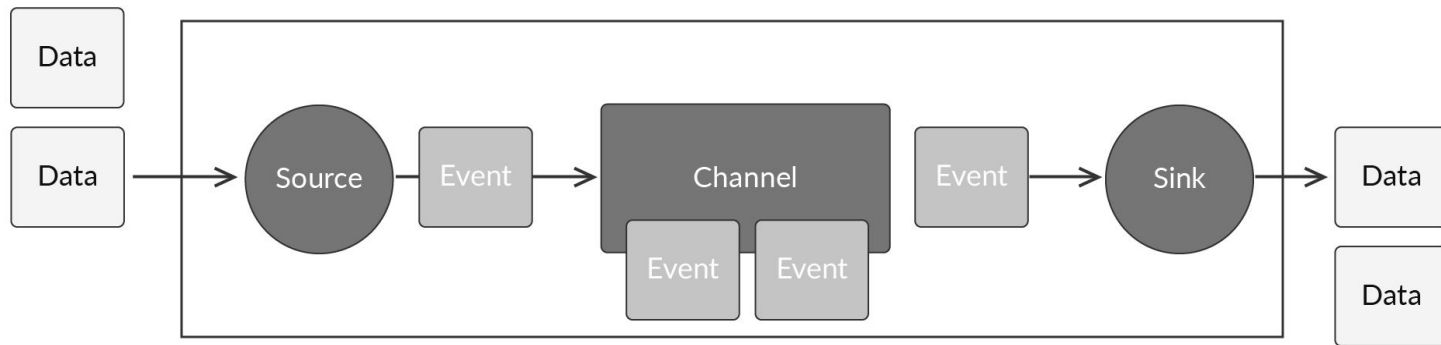 Data
Data
Source
Event
Channel
Event
Event
Event
Sink
Data
Data